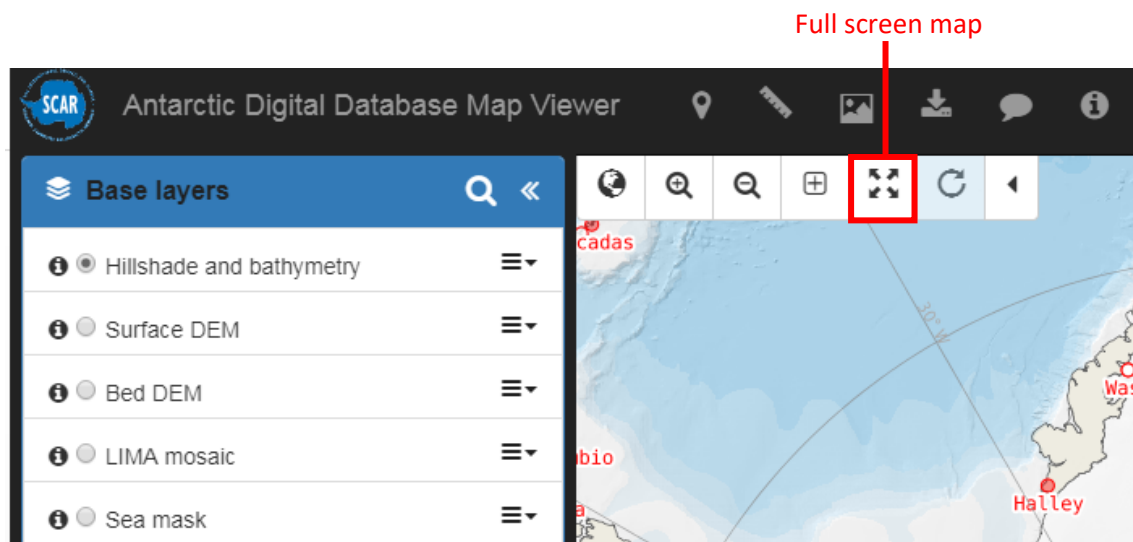 Full screen map
SCAR
Antarctic Digital Database Map Viewer
Base layers
Hillshade and bathymetry
Surface DEM
Bed DEM
LIMA mosaic
Sea mask
cadas
30° W
Was
bio
a
Halley